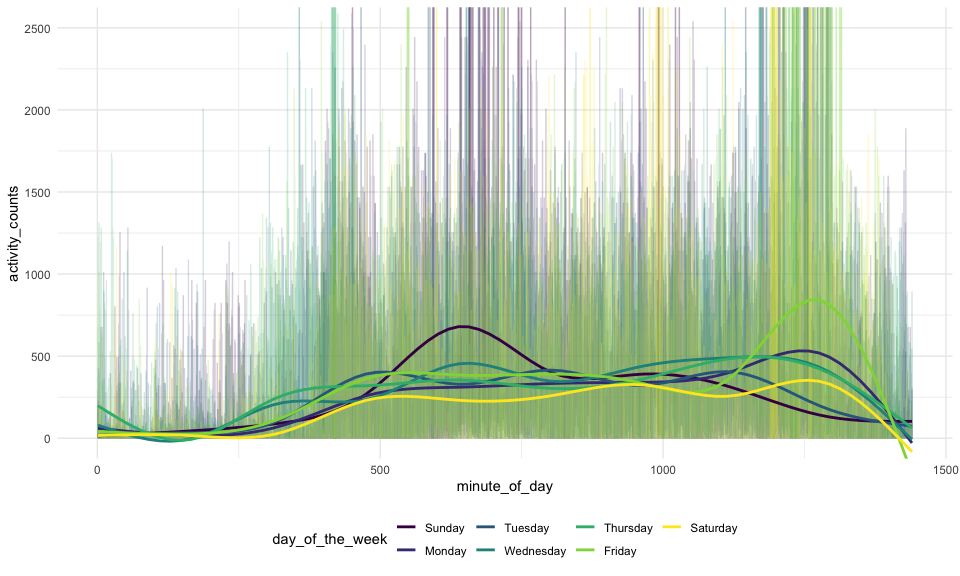 2500
2000
1500
1000
500
0
activity_counts
0 500 1000 1500
minute_of_day
day_of_the_week
Sunday Tuesday Thursday Saturday
Monday Wednesday Friday